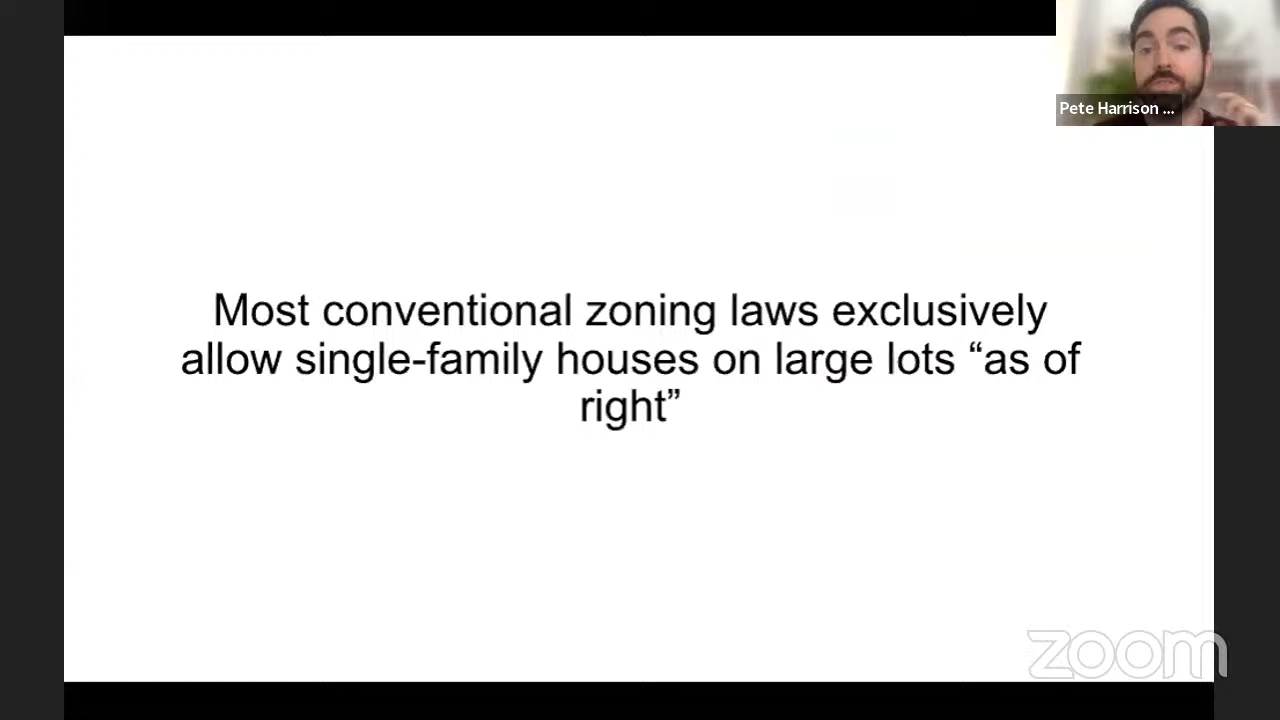 Pete Harrison ...
Most conventional zoning laws exclusively
allow single-family houses on large lots “as of
right”
zoom